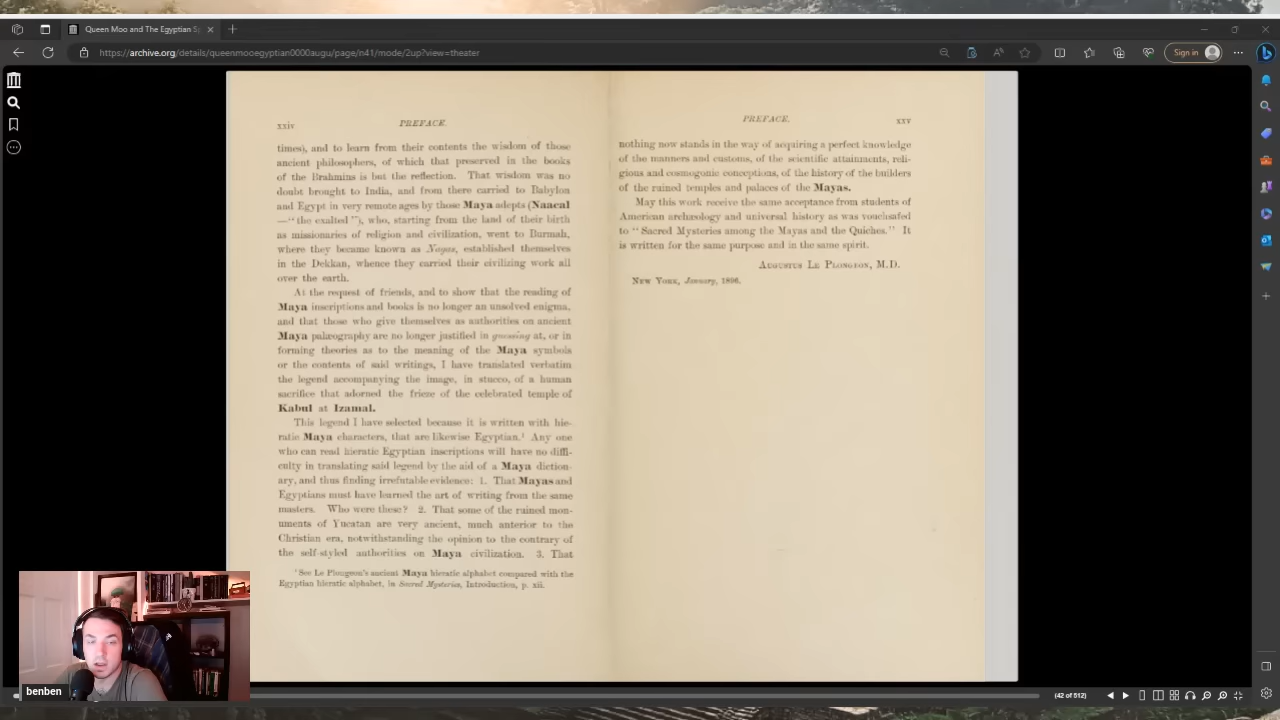 Queen Moo and The Egyptian S
https://archive.org/details/queenmooegyptian0000augu/page/n41/mode/2up?view=theater
Sign in
xxiv
PREFACE.
times), and to learn from their contents the wisdom of those
ancient philosophers, of which that preserved in the books
of the Brahmins is but the reflection. That wisdom was no
doubt brought to India, and from there carried to Babylon
and Egypt in very remote ages by those Maya adepts (Naacal
—"the exalted"), who, starting from the land of their birth
as missionaries of religion and civilization, went to Burmah,
where they became known as Nagas, established themselves
in the Dekkan, whence they carried their civilizing work all
over the earth.
At the request of friends, and to show that the reading of
Maya inscriptions and books is no longer an unsolved enigma,
and that those who give themselves as authorities on ancient
Maya palæography are no longer justified in guessing at, or in
forming theories as to the meaning of the Maya symbols
or the contents of said writings, I have translated verbatim
the legend accompanying the image, in stucco, of a human
sacrifice that adorned the frieze of the celebrated temple of
Kabul at Izamal.
This legend I have selected because it is written with hie-
ratic Maya characters, that are likewise Egyptian.¹ Any one
who can read hieratic Egyptian inscriptions will have no diffi-
culty in translating said legend by the aid of a Maya diction-
ary, and thus finding irrefutable evidence: 1. That Mayas and
Egyptians must have learned the art of writing from the same
masters. Who were these? 2. That some of the ruined mon-
uments of Yucatan are very ancient, much anterior to the
Christian era, notwithstanding the opinion to the contrary of
the self-styled authorities on Maya civilization. 3. That
¹ See Le Plongeon's ancient Maya hieratic alphabet compared with the
Egyptian hieratic alphabet, in Sacred Mysteries, Introduction, p. xii.
PREFACE.
xxv
nothing now stands in the way of acquiring a perfect knowledge
of the manners and customs, of the scientific attainments, reli-
gious and cosmogonic conceptions, of the history of the builders
of the ruined temples and palaces of the Mayas.
May this work receive the same acceptance from students of
American archæology and universal history as was vouchsafed
to "Sacred Mysteries among the Mayas and the Quiches." It
is written for the same purpose and in the same spirit.
Augustus Le Plongeon, M.D.
New York, January, 1896.
benben
(42 of 512)